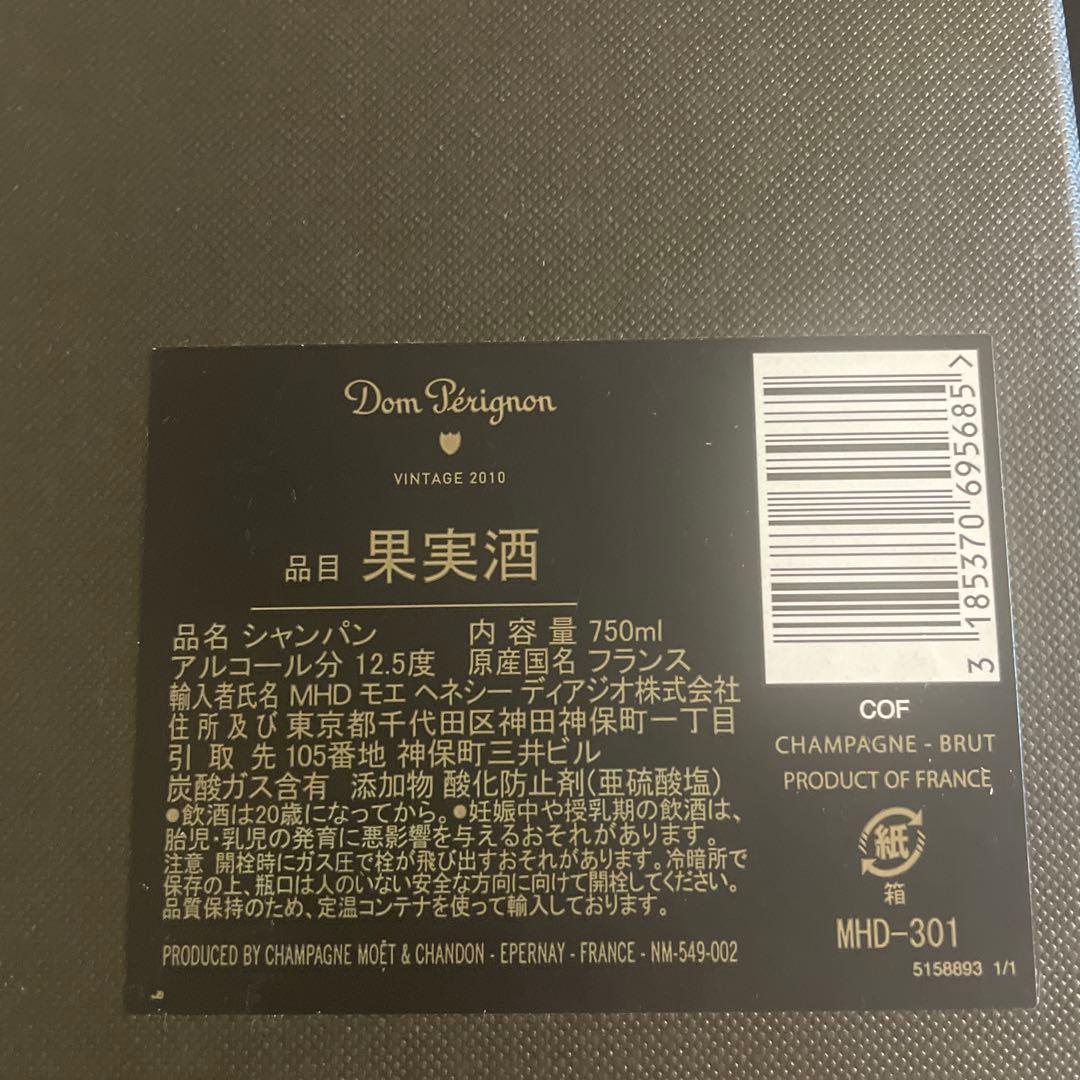 Dom Pérignon
VINTAGE 2010
品目 果実酒
品名 シャンパン 内容量 750ml
アルコール分 12.5度 原産国名 フランス
輸入者氏名 MHD モエ ヘネシー ディアジオ株式会社
住所及び 東京都千代田区神田神保町一丁目
引取先 105番地 神保町三井ビル
炭酸ガス含有 添加物 酸化防止剤(亜硫酸塩)
●飲酒は20歳になってから。●妊娠中や授乳期の飲酒は、
胎児・乳児の発育に悪影響を与えるおそれがあります。
注意 開栓時にガス圧で栓が飛び出すおそれがあります。冷暗所で
保存の上、瓶口は人のいない安全な方向に向けて開栓してください。
品質保持のため、定温コンテナを使って輸入しております。
PRODUCED BY CHAMPAGNE MOËT & CHANDON - EPERNAY - FRANCE - NM-549-002
3 185370 695685 >
COF
CHAMPAGNE - BRUT
PRODUCT OF FRANCE
紙
箱
MHD-301
5158893 1/1